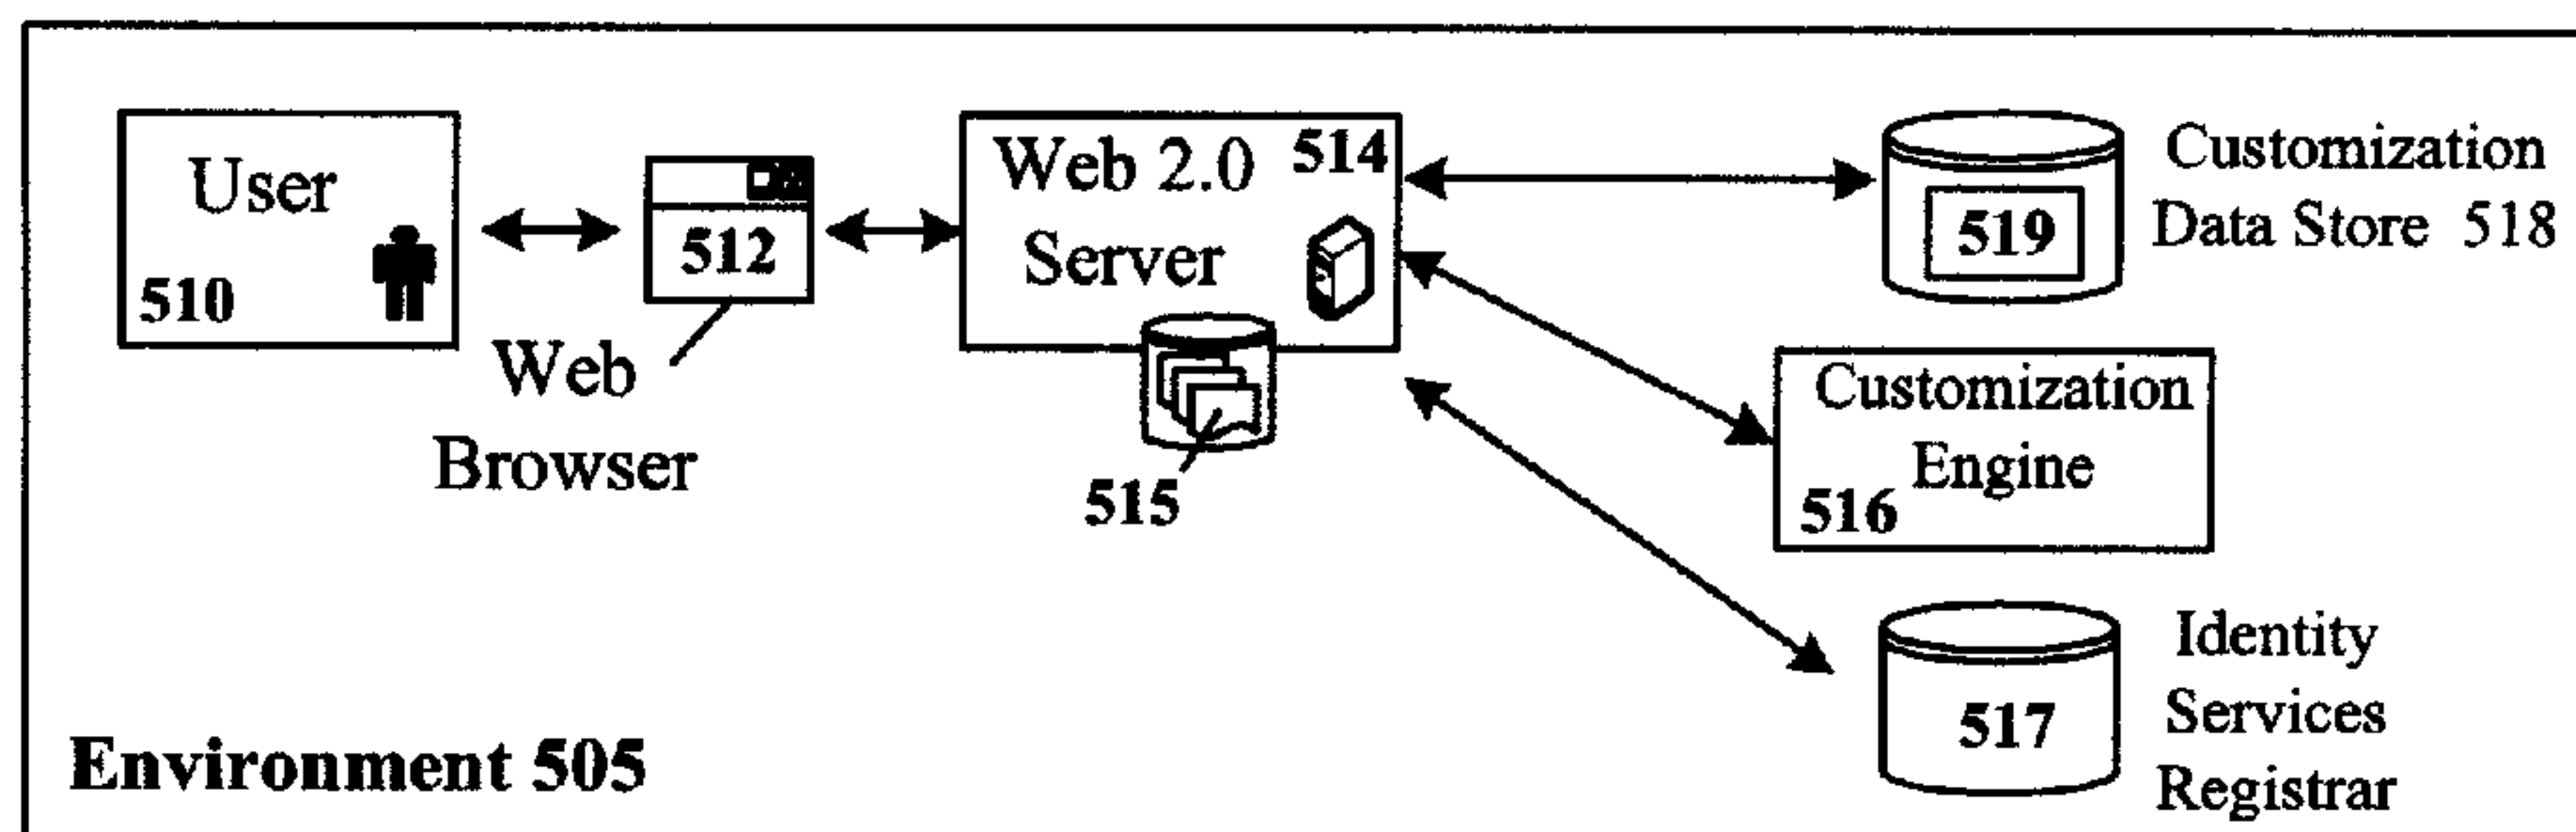 User
510
512
Web
Browser
Web 2.0 514
Server
515
519
Customization
Data Store 518
Customization
Engine
516
517
Identity
Services
Registrar
Environment 505